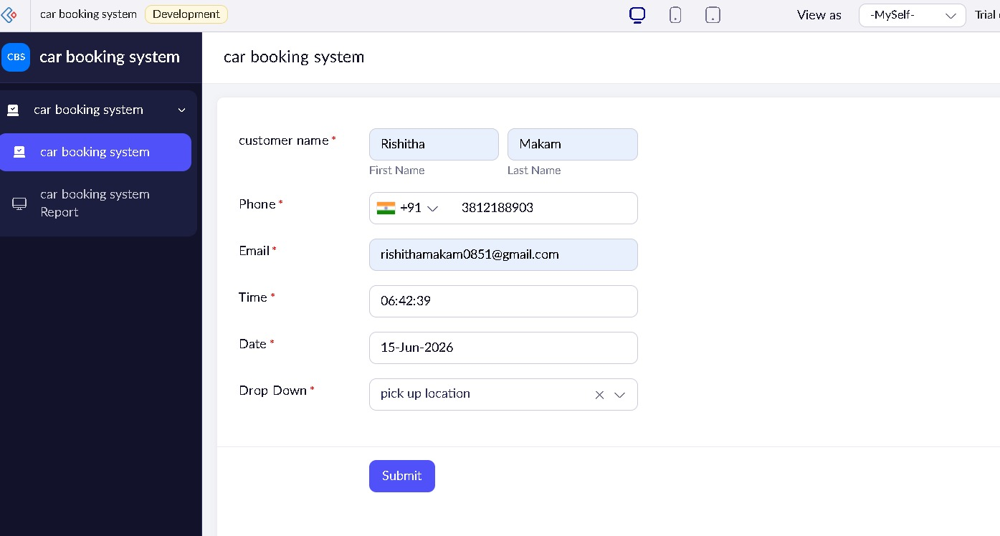 car booking system Development View as -MySelf- Trial
CBS car booking system
car booking system
car booking system
car booking system
car booking system
Report
customer name * Rishitha Makam
First Name Last Name
Phone * +91 3812188903
Email * rishithamakam0851@gmail.com
Time * 06:42:39
Date * 15-Jun-2026
Drop Down * pick up location
Submit